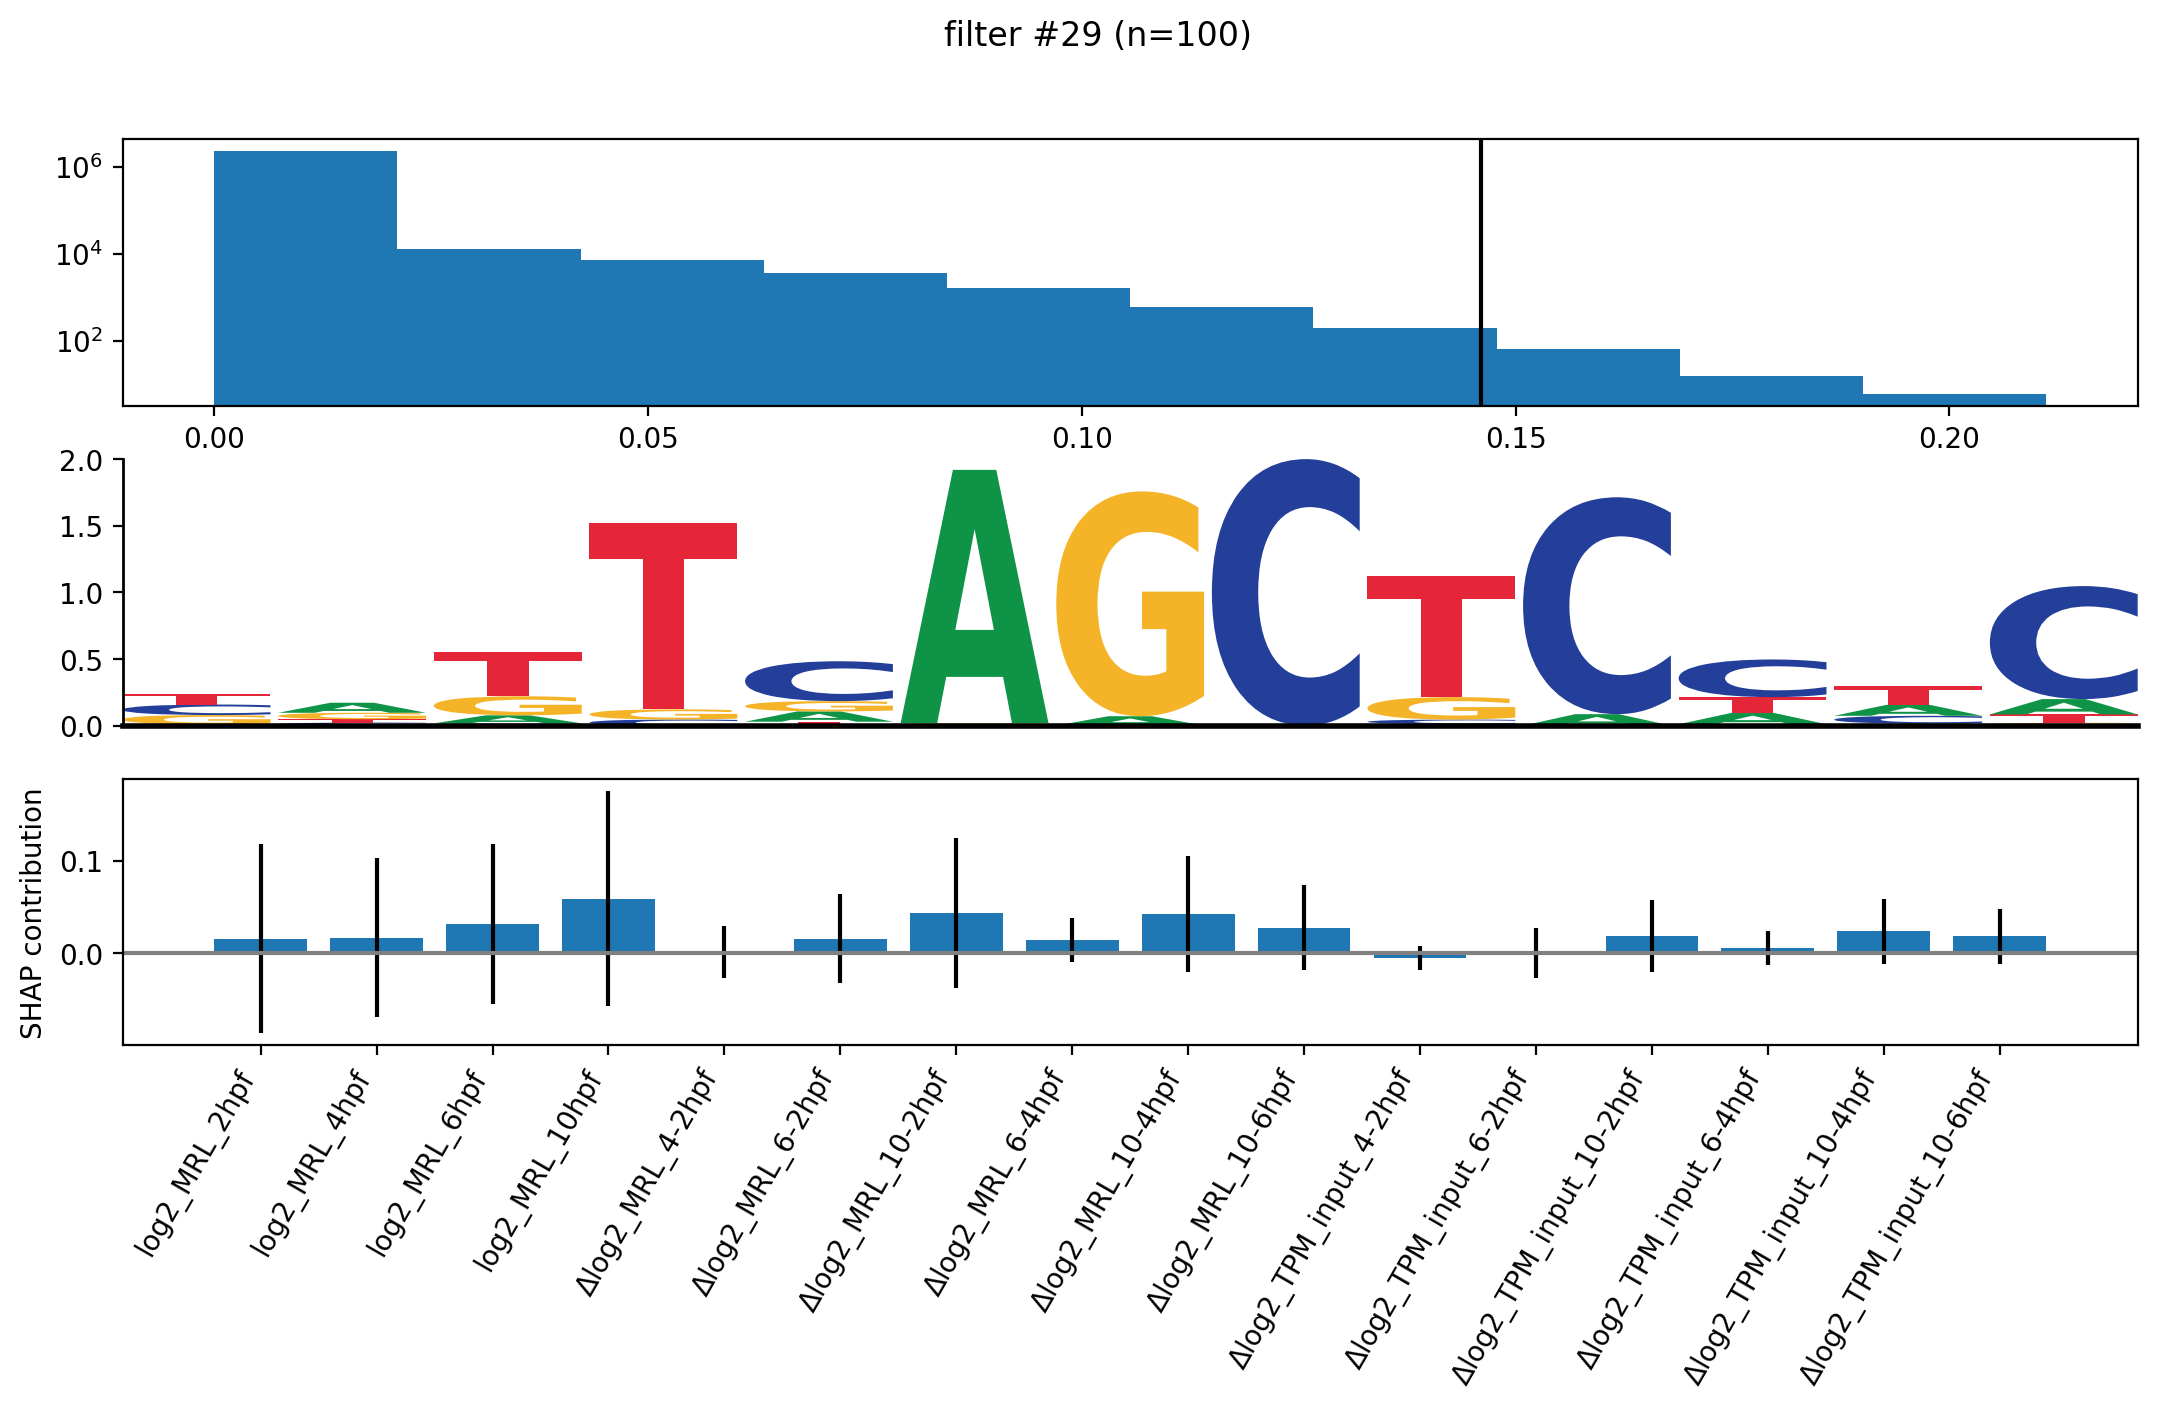 filter #29 (n=100)
10⁶
10⁴
10²
0.00 0.05 0.10 0.15 0.20
2.0
1.5
1.0
0.5
0.0
T C G
A G T
T G A
T G C
C G A T
A
G A
C
T G C
C A
C T A
T A C
C A T
SHAP contribution
0.1
0.0
log2_MRL_2hpf
log2_MRL_4hpf
log2_MRL_6hpf
log2_MRL_10hpf
Δlog2_MRL_4-2hpf
Δlog2_MRL_6-2hpf
Δlog2_MRL_10-2hpf
Δlog2_MRL_6-4hpf
Δlog2_MRL_10-4hpf
Δlog2_MRL_10-6hpf
Δlog2_TPM_input_4-2hpf
Δlog2_TPM_input_6-2hpf
Δlog2_TPM_input_10-2hpf
Δlog2_TPM_input_6-4hpf
Δlog2_TPM_input_10-4hpf
Δlog2_TPM_input_10-6hpf